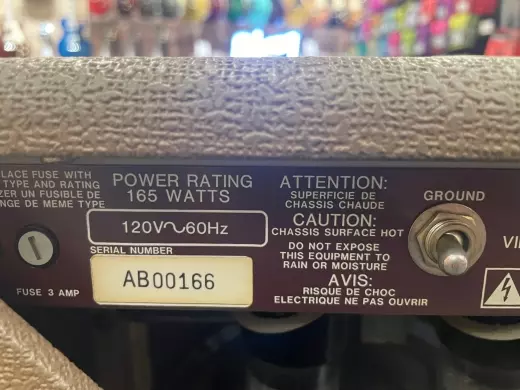 LACE FUSE WITH
TYPE AND RATING
ZER UN FUSIBLE DE
NGE DE MEME TYPE
FUSE 3 AMP
POWER RATING
165 WATTS
120V∿60Hz
SERIAL NUMBER
AB00166
ATTENTION:
SUPERFICIE DE
CHASSIS CHAUDE
CAUTION:
CHASSIS SURFACE HOT
DO NOT EXPOSE
THIS EQUIPMENT TO
RAIN OR MOISTURE
AVIS:
RISQUE DE CHOC
ELECTRIQUE NE PAS OUVRIR
GROUND